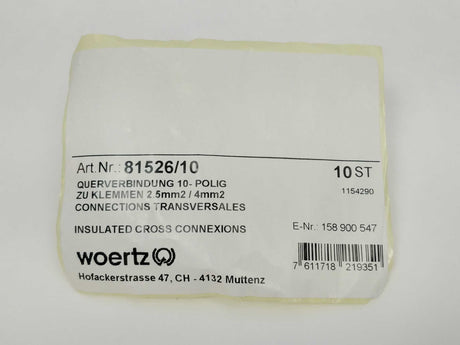 Art.Nr.: 81526/10 10 ST
QUERVERBINDUNG 10- POLIG 1154290
ZU KLEMMEN 2.5mm2 / 4mm2
CONNECTIONS TRANSVERSALES
INSULATED CROSS CONNEXIONS E-Nr.: 158 900 547
woertz
Hofackerstrasse 47, CH - 4132 Muttenz
7 611718 219351